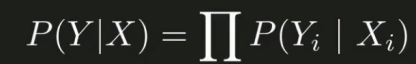 P(Y|X) = ∏ P(Y_i | X_i)